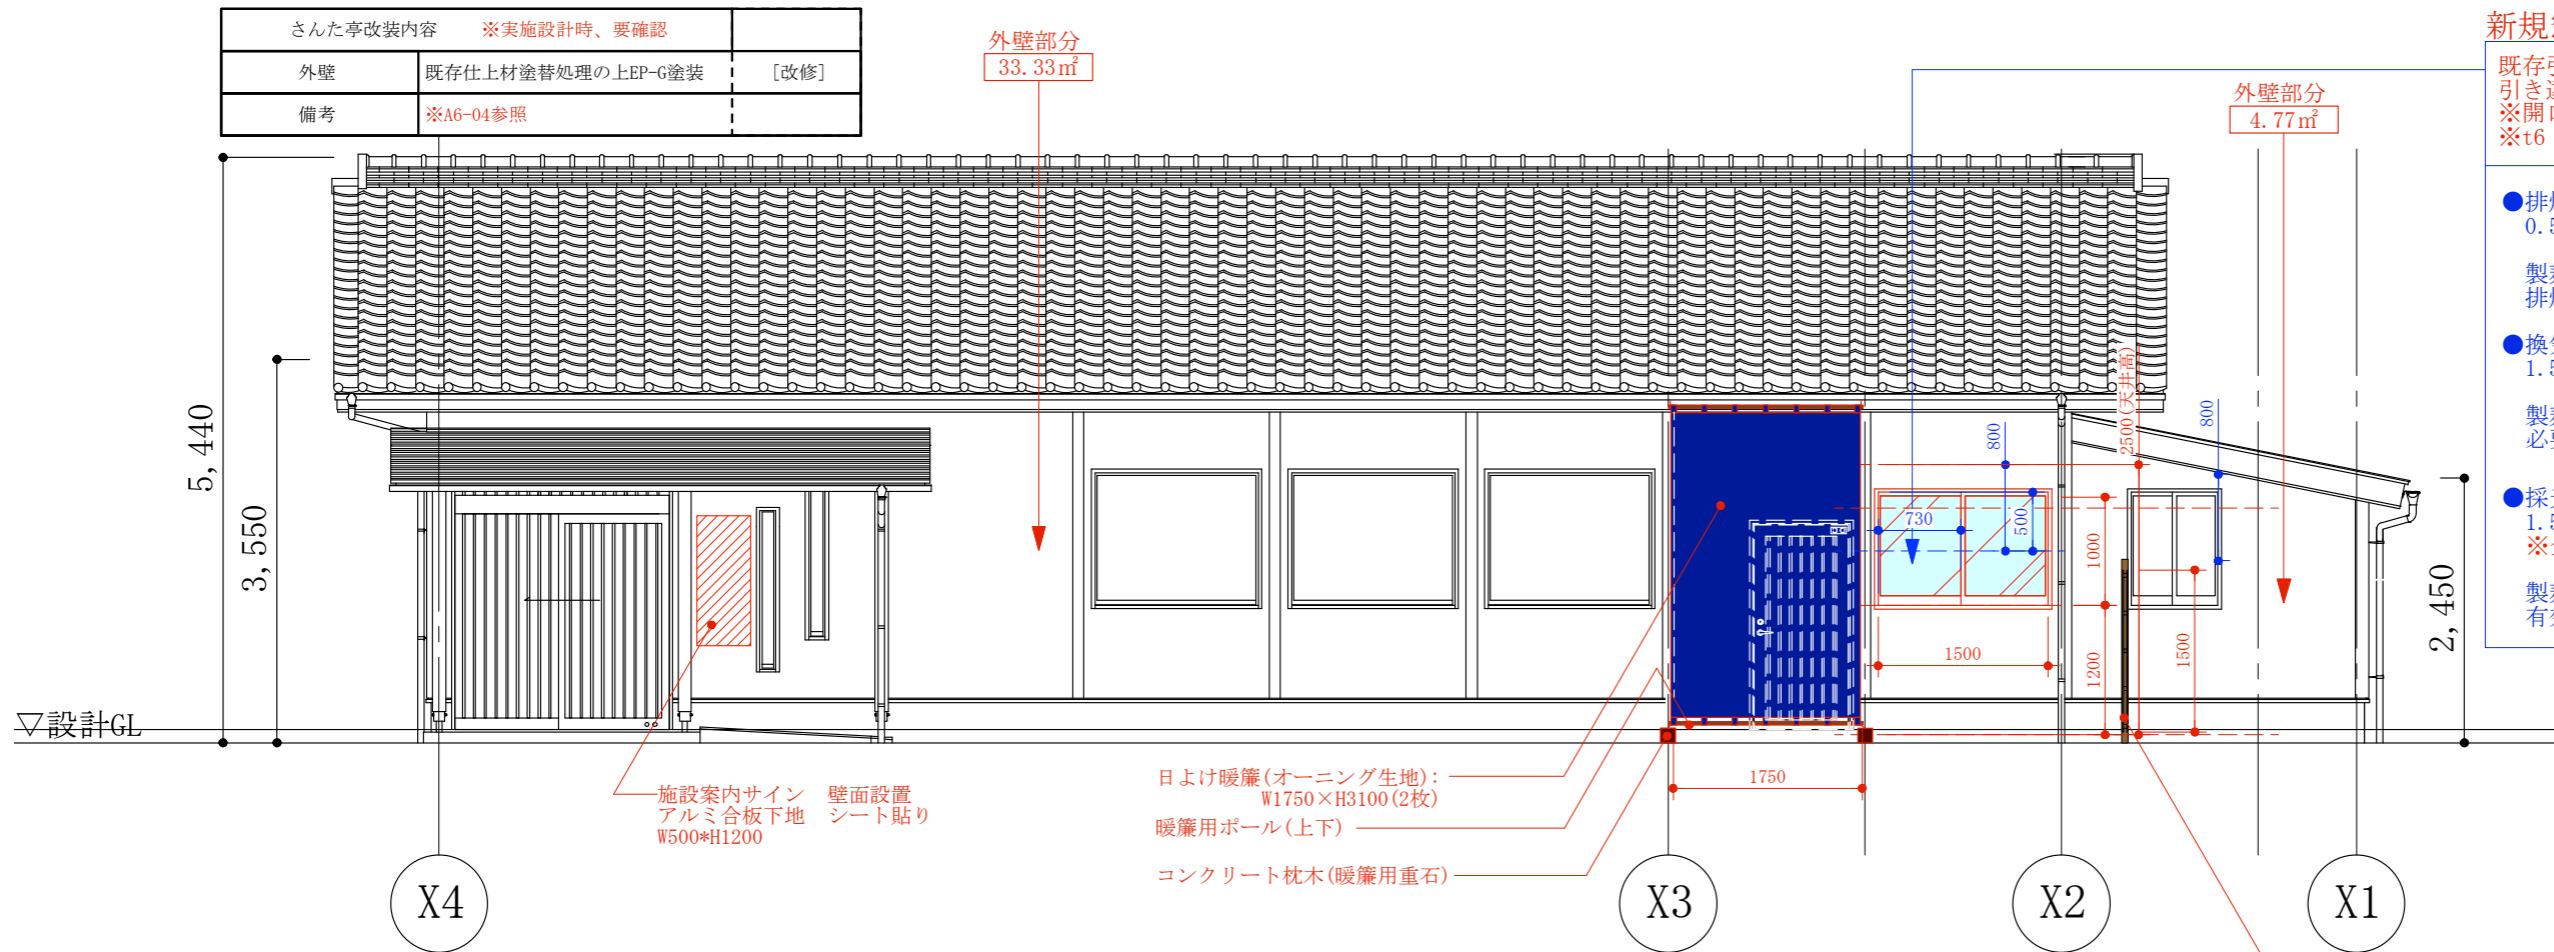 さんた亭改装内容 ※実施設計時、要確認
外壁 既存仕上材塗替処理の上EP-G塗装 [改修]
備考 ※A6-04参照
外壁部分
33.33㎡
外壁部分
4.77㎡
新規
既存
引き
※開
※t6
●排
0.5
製
排
●換
1.5
製
必
●採
1.5
※
製
有
5,440
3,550
2,450
▽設計GL
2500(天井高)
800
800
730
500
1000
1200
1500
1500
1750
施設案内サイン 壁面設置
アルミ合板下地 シート貼り
W500*H1200
日よけ暖簾(オーニング生地):
W1750×H3100(2枚)
暖簾用ポール(上下)
コンクリート枕木(暖簾用重石)
X4
X3
X2
X1